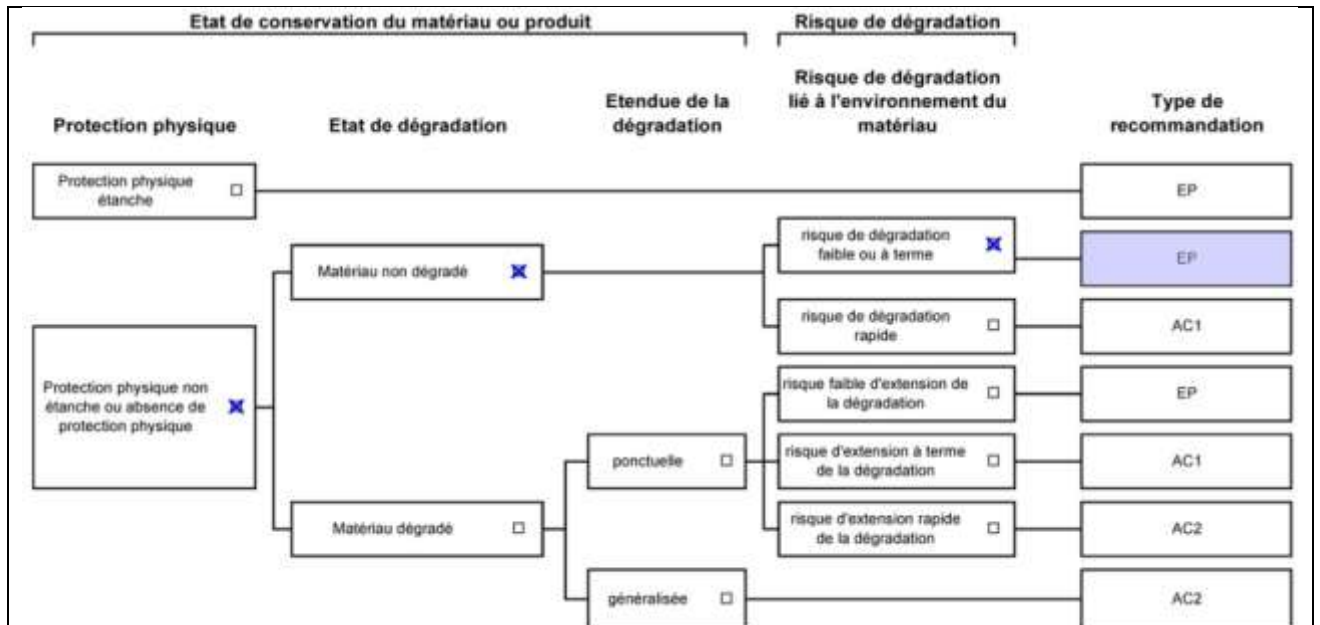 Etat de conservation du matériau ou produit
Risque de dégradation
Protection physique
Etat de dégradation
Etendue de la
dégradation
Risque de dégradation
lié à l'environnement du
matériau
Type de
recommandation
Protection physique
étanche
EP
risque de dégradation
faible ou à terme
EP
Matériau non dégradé
risque de dégradation
rapide
AC1
Protection physique non
étanche ou absence de
protection physique
risque faible d'extension de
la dégradation
EP
ponctuelle
risque d'extension à terme
de la dégradation
AC1
Matériau dégradé
risque d'extension rapide
de la dégradation
AC2
généralisée
AC2